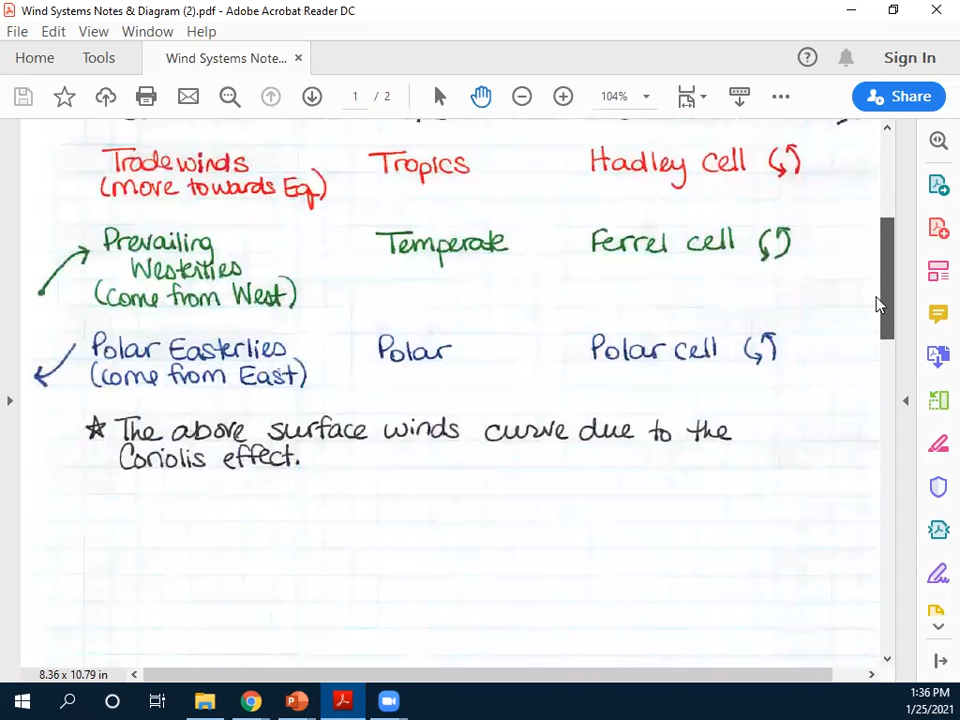 Wind Systems Notes & Diagram (2).pdf - Adobe Acrobat Reader DC
File Edit View Window Help
Home Tools Wind Systems Note... × Sign In
1 / 2 104% Share
Trade winds Tropics Hadley cell
(move towards Eq.)
Prevailing Temperate Ferrel cell
Westerlies
(come from West)
Polar Easterlies Polar Polar cell
(come from East)
The above surface winds curve due to the
Coriolis effect.
8.36 x 10.79 in
1:36 PM
1/25/2021